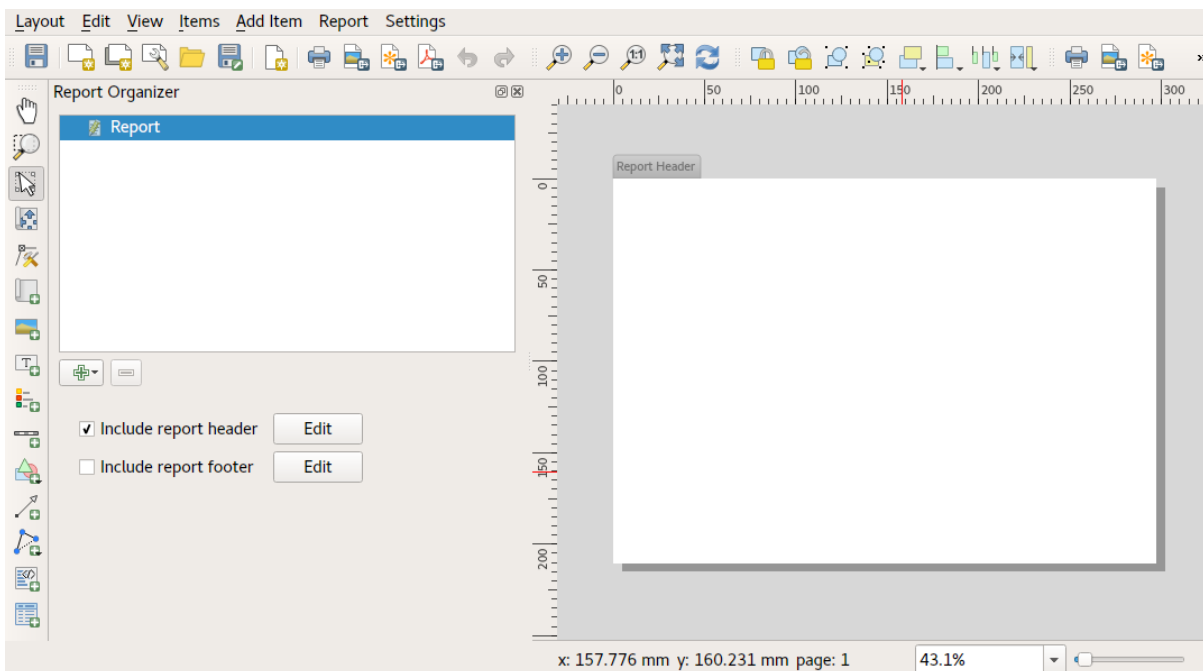 Layout Edit View Items Add Item Report Settings
1:1
»
Report Organizer
0 50 100 150 200 250 300
Report
Report Header
0
50
100
150
200
T
Include report header Edit
Include report footer Edit
x: 157.776 mm y: 160.231 mm page: 1 43.1%